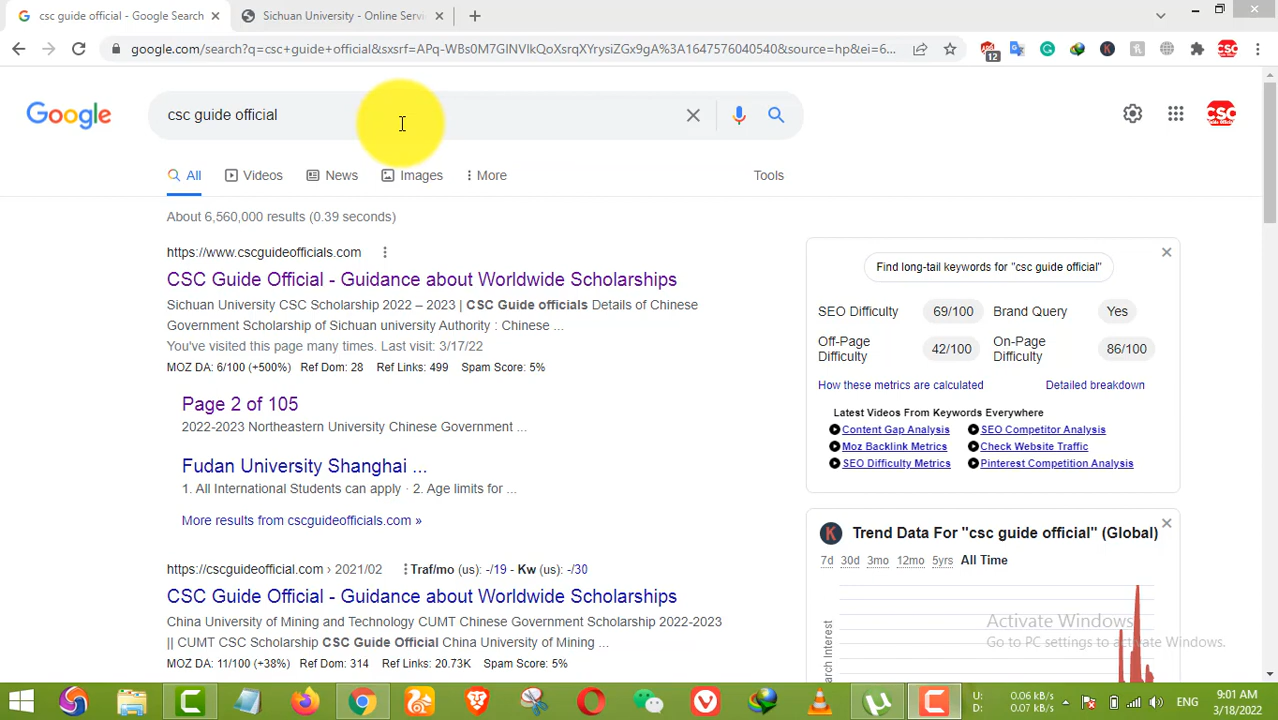 csc guide official - Google Search
Sichuan University - Online Servi
google.com/search?q=csc+guide+official&sxsrf=APq-WBs0M7GINVlkQoXsrqXYrysiZGx9gA%3A1647576040540&source=hp&ei=6...
12
CSC
Google
csc guide official
All
Videos
News
Images
More
Tools
About 6,560,000 results (0.39 seconds)
https://www.cscguideofficials.com
CSC Guide Official - Guidance about Worldwide Scholarships
Sichuan University CSC Scholarship 2022 – 2023 | CSC Guide officials Details of Chinese
Government Scholarship of Sichuan university Authority : Chinese ...
You've visited this page many times. Last visit: 3/17/22
MOZ DA: 6/100 (+500%) Ref Dom: 28 Ref Links: 499 Spam Score: 5%
Page 2 of 105
2022-2023 Northeastern University Chinese Government ...
Fudan University Shanghai ...
1. All International Students can apply · 2. Age limits for ...
More results from cscguideofficials.com »
https://cscguideofficial.com › 2021/02 Traf/mo (us): -/19 - Kw (us): -/30
CSC Guide Official - Guidance about Worldwide Scholarships
China University of Mining and Technology CUMT Chinese Government Scholarship 2022-2023
|| CUMT CSC Scholarship CSC Guide Official China University of Mining ...
MOZ DA: 11/100 (+38%) Ref Dom: 314 Ref Links: 20.73K Spam Score: 5%
Find long-tail keywords for "csc guide official"
SEO Difficulty 69/100 Brand Query Yes
Off-Page Difficulty 42/100 On-Page Difficulty 86/100
How these metrics are calculated Detailed breakdown
Latest Videos From Keywords Everywhere
Content Gap Analysis SEO Competitor Analysis
Moz Backlink Metrics Check Website Traffic
SEO Difficulty Metrics Pinterest Competition Analysis
K Trend Data For "csc guide official" (Global)
7d 30d 3mo 12mo 5yrs All Time
Activate Windows
Go to PC settings to activate Windows.
U: 0.06 kB/s
D: 0.07 kB/s
ENG
9:01 AM
3/18/2022